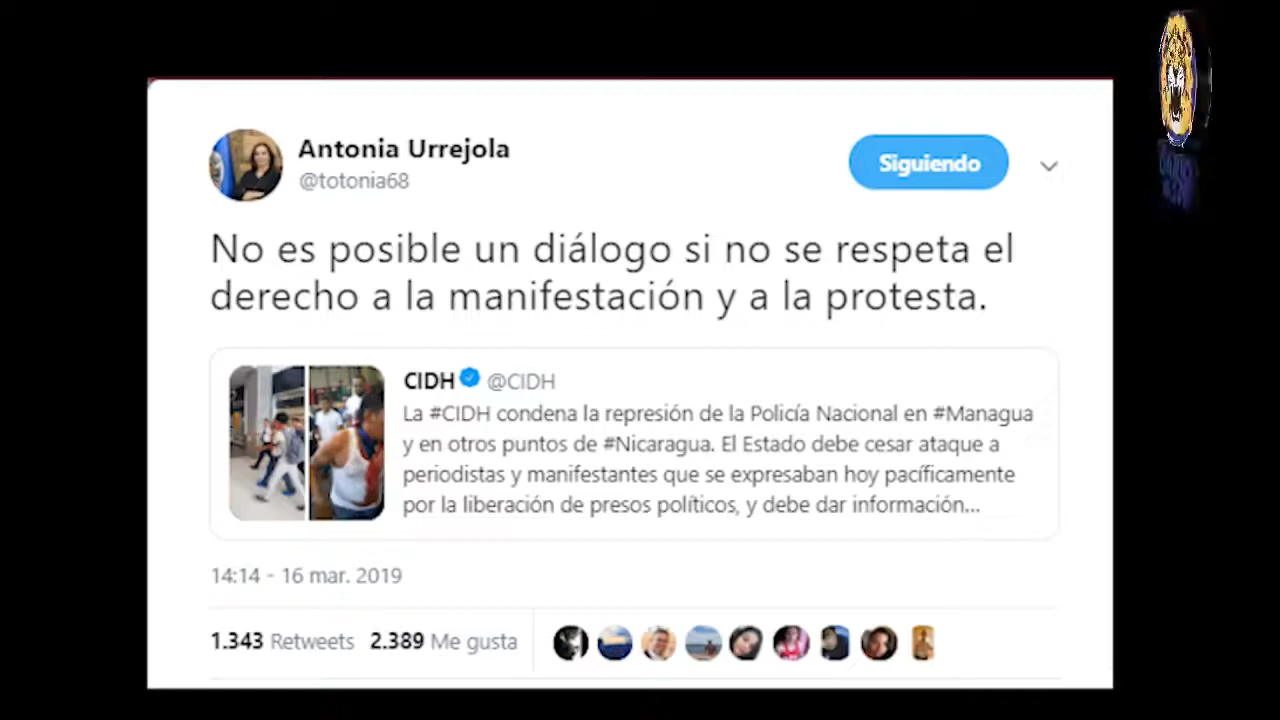 Antonia Urrejola
@totonia68
Siguiendo
No es posible un diálogo si no se respeta el
derecho a la manifestación y a la protesta.
CIDH @CIDH
La #CIDH condena la represión de la Policía Nacional en #Managua
y en otros puntos de #Nicaragua. El Estado debe cesar ataque a
periodistas y manifestantes que se expresaban hoy pacíficamente
por la liberación de presos políticos, y debe dar información...
14:14 - 16 mar. 2019
1.343 Retweets 2.389 Me gusta